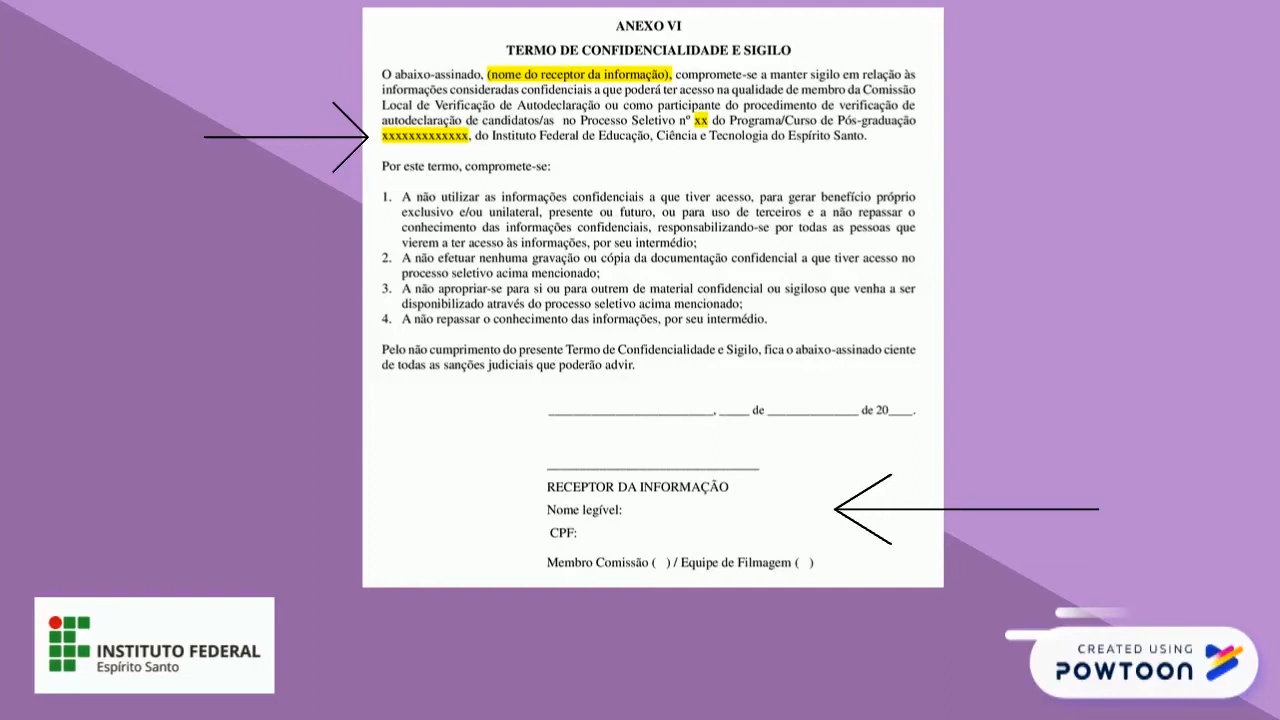 ANEXO VI
TERMO DE CONFIDENCIALIDADE E SIGILO
O abaixo-assinado, (nome do receptor da informação), compromete-se a manter sigilo em relação às
informações consideradas confidenciais a que poderá ter acesso na qualidade de membro da Comissão
Local de Verificação de Autodeclaração ou como participante do procedimento de verificação de
autodeclaração de candidatos/as no Processo Seletivo nº xx do Programa/Curso de Pós-graduação
xxxxxxxxxxxxx, do Instituto Federal de Educação, Ciência e Tecnologia do Espírito Santo.
Por este termo, compromete-se:
1. A não utilizar as informações confidenciais a que tiver acesso, para gerar benefício próprio
exclusivo e/ou unilateral, presente ou futuro, ou para uso de terceiros e a não repassar o
conhecimento das informações confidenciais, responsabilizando-se por todas as pessoas que
vierem a ter acesso às informações, por seu intermédio;
2. A não efetuar nenhuma gravação ou cópia da documentação confidencial a que tiver acesso no
processo seletivo acima mencionado;
3. A não apropriar-se para si ou para outrem de material confidencial ou sigiloso que venha a ser
disponibilizado através do processo seletivo acima mencionado;
4. A não repassar o conhecimento das informações, por seu intermédio.
Pelo não cumprimento do presente Termo de Confidencialidade e Sigilo, fica o abaixo-assinado ciente
de todas as sanções judiciais que poderão advir.
___________________________, _____ de _______________ de 20____.
___________________________________
RECEPTOR DA INFORMAÇÃO
Nome legível:
CPF:
Membro Comissão ( ) / Equipe de Filmagem ( )
INSTITUTO FEDERAL
Espírito Santo
CREATED USING
POWTOON